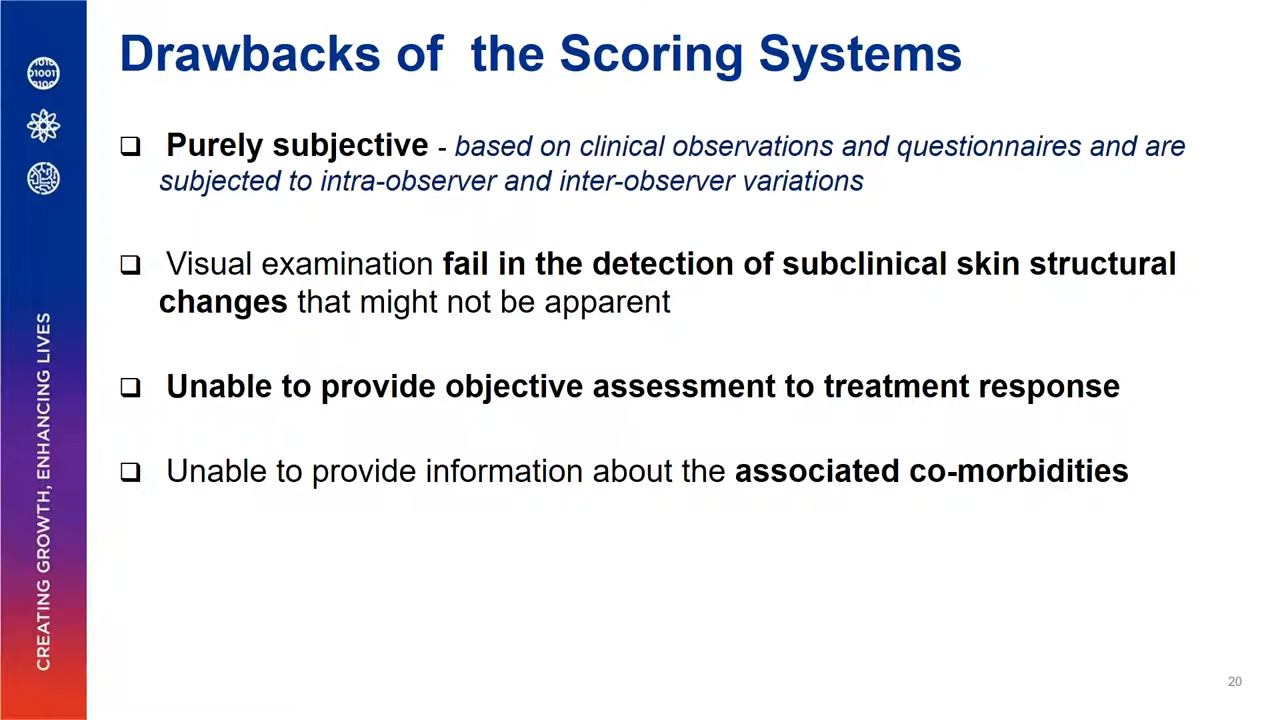 Drawbacks of the Scoring Systems
Purely subjective - based on clinical observations and questionnaires and are
subjected to intra-observer and inter-observer variations
Visual examination fail in the detection of subclinical skin structural
changes that might not be apparent
Unable to provide objective assessment to treatment response
Unable to provide information about the associated co-morbidities
CREATING GROWTH, ENHANCING LIVES
20